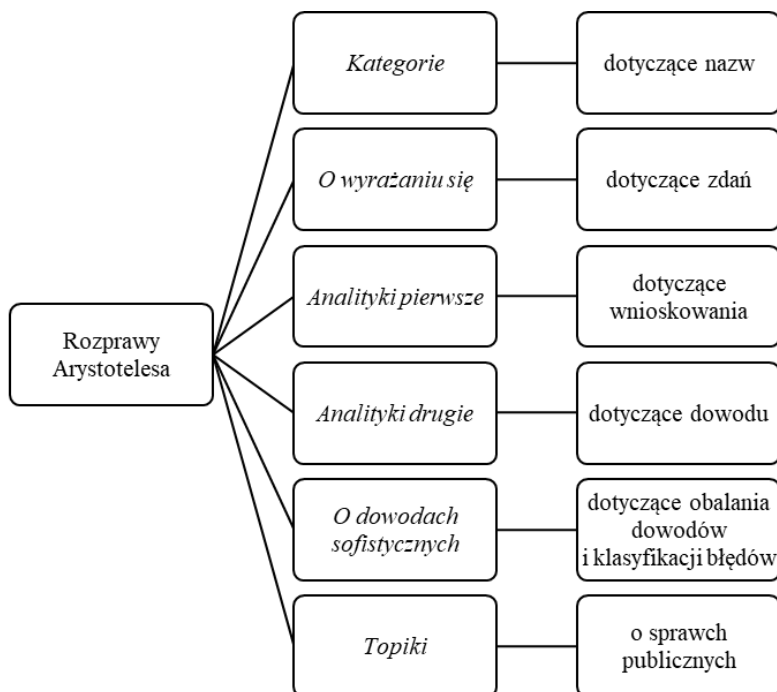 Kategorie
dotyczące nazw
O wyrażaniu się
dotyczące zdań
Analityki pierwsze
dotyczące
wnioskowania
Rozprawy
Arystotelesa
Analityki drugie
dotyczące dowodu
O dowodach
sofistycznych
dotyczące obalania
dowodów
i klasyfikacji błędów
Topiki
o sprawch
publicznych